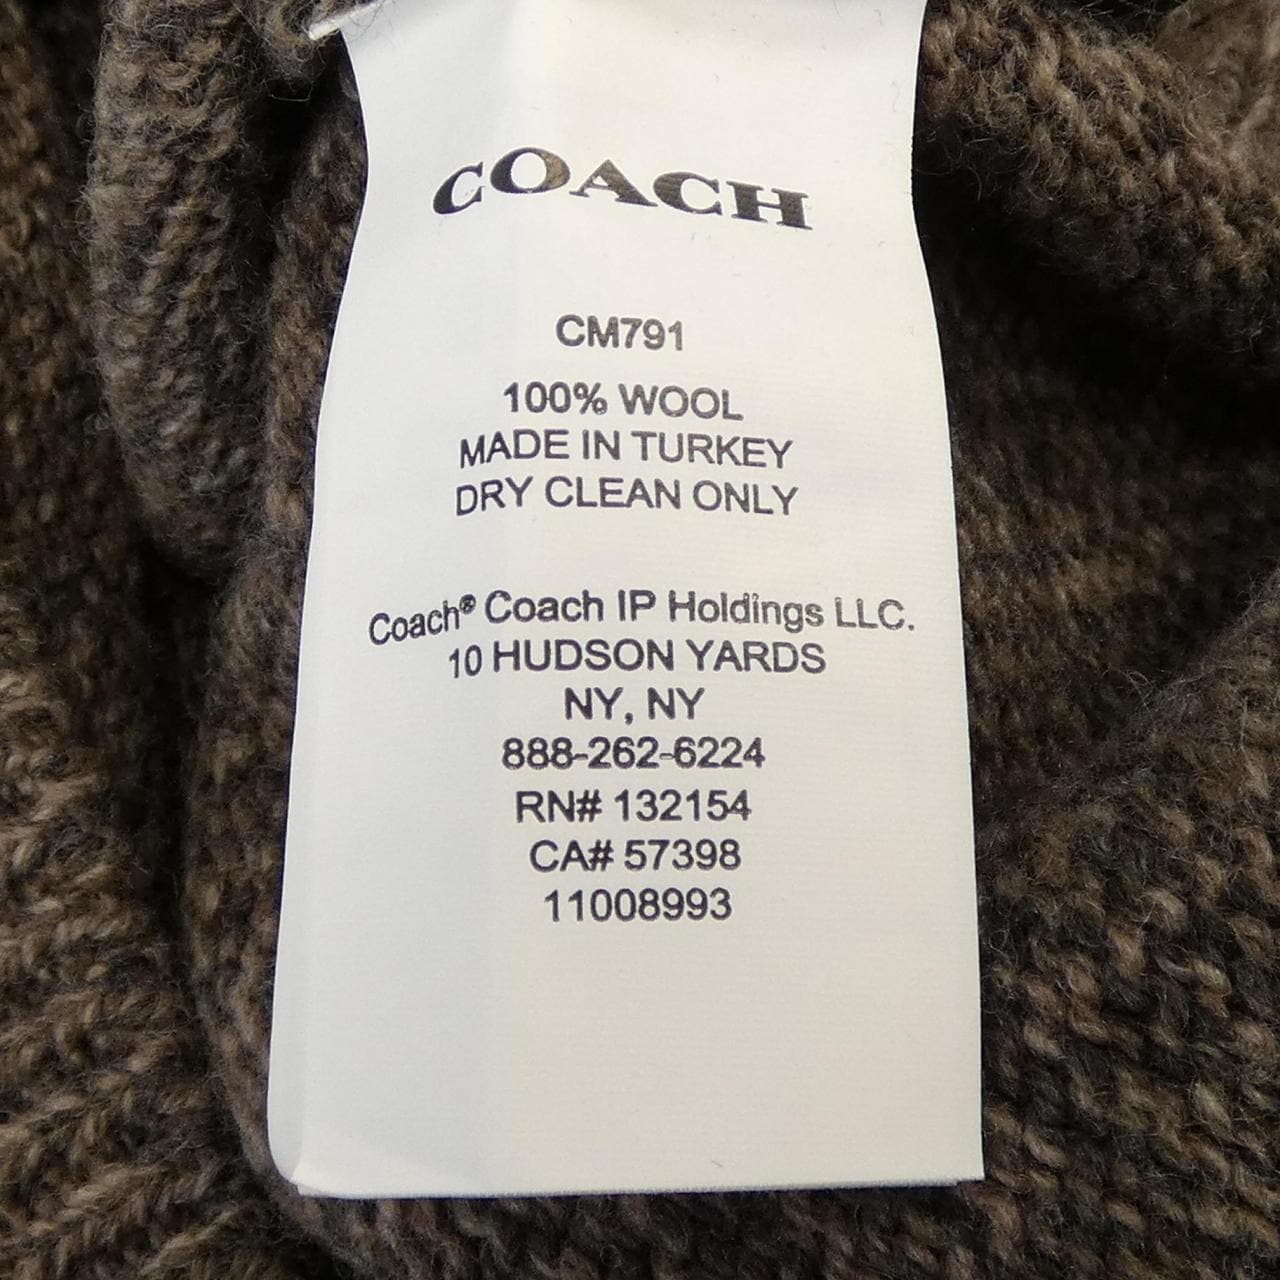 COACH
CM791
100% WOOL
MADE IN TURKEY
DRY CLEAN ONLY
Coach® Coach IP Holdings LLC.
10 HUDSON YARDS
NY, NY
888-262-6224
RN# 132154
CA# 57398
11008993